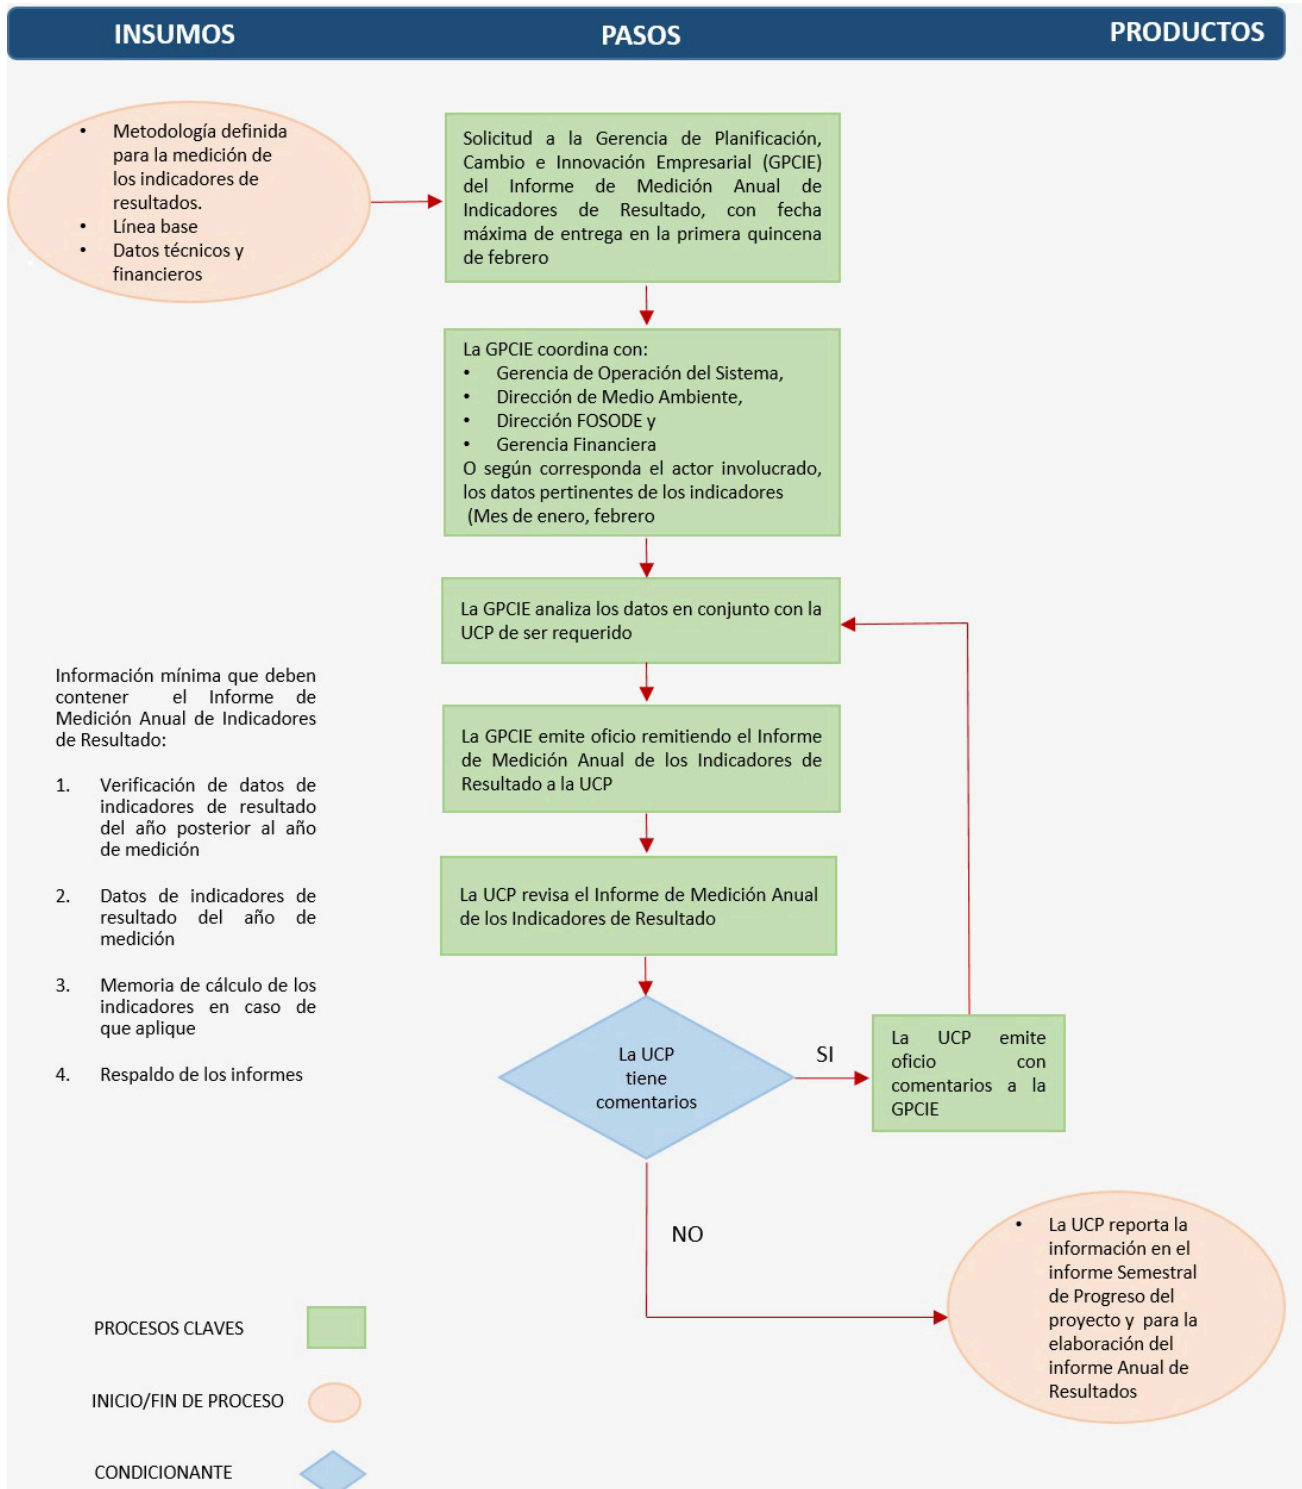 INSUMOS
PASOS
PRODUCTOS
• Metodología definida
para la medición de
los indicadores de
resultados.
• Línea base
• Datos técnicos y
financieros
Solicitud a la Gerencia de Planificación,
Cambio e Innovación Empresarial (GPCIE)
del Informe de Medición Anual de
Indicadores de Resultado, con fecha
máxima de entrega en la primera quincena
de febrero
La GPCIE coordina con:
• Gerencia de Operación del Sistema,
• Dirección de Medio Ambiente,
• Dirección FOSODE y
• Gerencia Financiera
O según corresponda el actor involucrado,
los datos pertinentes de los indicadores
(Mes de enero, febrero
La GPCIE analiza los datos en conjunto con la
UCP de ser requerido
La GPCIE emite oficio remitiendo el Informe
de Medición Anual de los Indicadores de
Resultado a la UCP
La UCP revisa el Informe de Medición Anual
de los Indicadores de Resultado
Información mínima que deben
contener el Informe de
Medición Anual de Indicadores
de Resultado:
1. Verificación de datos de
indicadores de resultado
del año posterior al año
de medición
2. Datos de indicadores de
resultado del año de
medición
3. Memoria de cálculo de los
indicadores en caso de
que aplique
4. Respaldo de los informes
La UCP
tiene
comentarios
SI
La UCP emite
oficio con
comentarios a la
GPCIE
NO
• La UCP reporta la
información en el
informe Semestral
de Progreso del
proyecto y para la
elaboración del
informe Anual de
Resultados
PROCESOS CLAVES
INICIO/FIN DE PROCESO
CONDICIONANTE